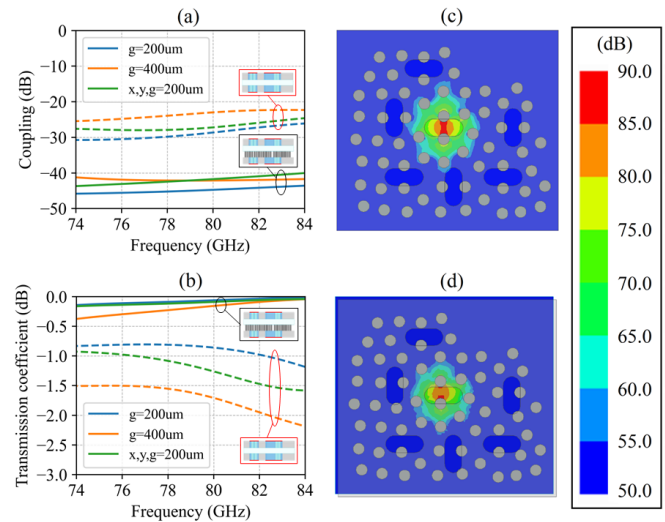 (a)
Coupling (dB)
0
−10
−20
−30
−40
−50
g=200um
g=400um
x,y,g=200um
74
76
78
80
82
84
Frequency (GHz)
(b)
Transmission coefficient (dB)
0.0
−0.5
−1.0
−1.5
−2.0
−2.5
−3.0
g=200um
g=400um
x,y,g=200um
74
76
78
80
82
84
Frequency (GHz)
(c)
(d)
(dB)
90.0
85.0
80.0
70.0
65.0
60.0
55.0
50.0